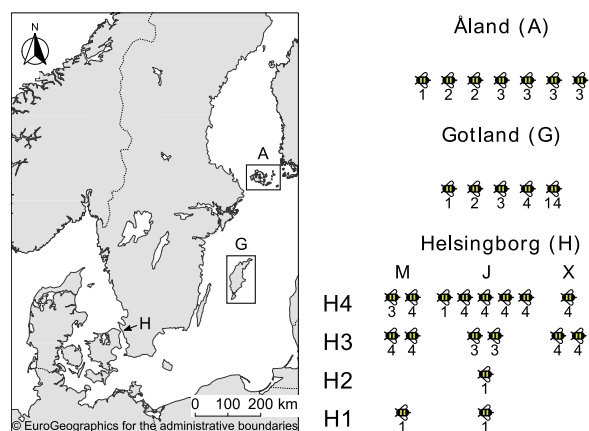 N
A
G
H
0 100 200 km
© EuroGeographics for the administrative boundaries
Åland (A)
1 2 2 3 3 3 3
Gotland (G)
1 2 3 4 14
Helsingborg (H)
M J X
H4
3 4 1 4 4 4 4 4
H3
4 4 3 3 4 4
H2
1
H1
1 1